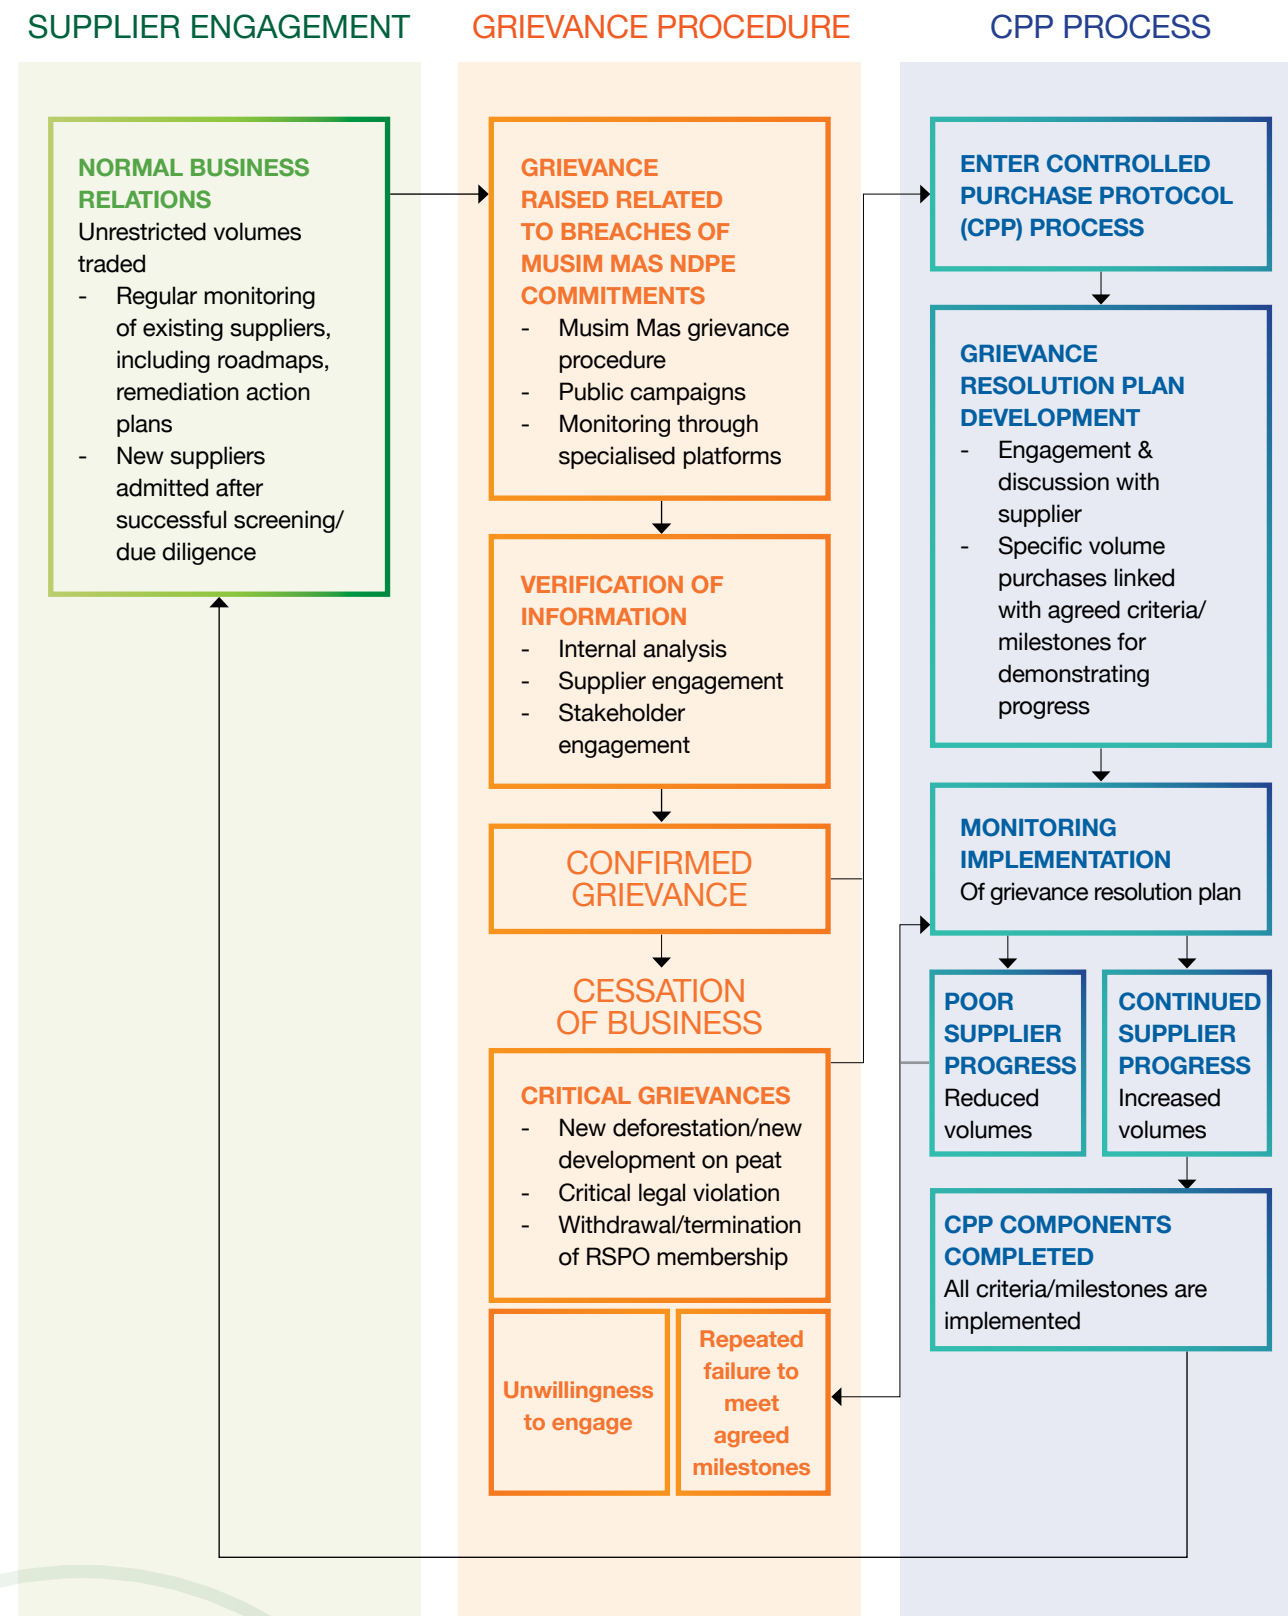 SUPPLIER ENGAGEMENT
GRIEVANCE PROCEDURE
CPP PROCESS
NORMAL BUSINESS
RELATIONS
Unrestricted volumes
traded
- Regular monitoring
of existing suppliers,
including roadmaps,
remediation action
plans
- New suppliers
admitted after
successful screening/
due diligence
GRIEVANCE
RAISED RELATED
TO BREACHES OF
MUSIM MAS NDPE
COMMITMENTS
- Musim Mas grievance
procedure
- Public campaigns
- Monitoring through
specialised platforms
VERIFICATION OF
INFORMATION
- Internal analysis
- Supplier engagement
- Stakeholder
engagement
CONFIRMED
GRIEVANCE
CESSATION
OF BUSINESS
CRITICAL GRIEVANCES
- New deforestation/new
development on peat
- Critical legal violation
- Withdrawal/termination
of RSPO membership
Unwillingness
to engage
Repeated
failure to
meet
agreed
milestones
ENTER CONTROLLED
PURCHASE PROTOCOL
(CPP) PROCESS
GRIEVANCE
RESOLUTION PLAN
DEVELOPMENT
- Engagement &
discussion with
supplier
- Specific volume
purchases linked
with agreed criteria/
milestones for
demonstrating
progress
MONITORING
IMPLEMENTATION
Of grievance resolution plan
POOR
SUPPLIER
PROGRESS
Reduced
volumes
CONTINUED
SUPPLIER
PROGRESS
Increased
volumes
CPP COMPONENTS
COMPLETED
All criteria/milestones are
implemented